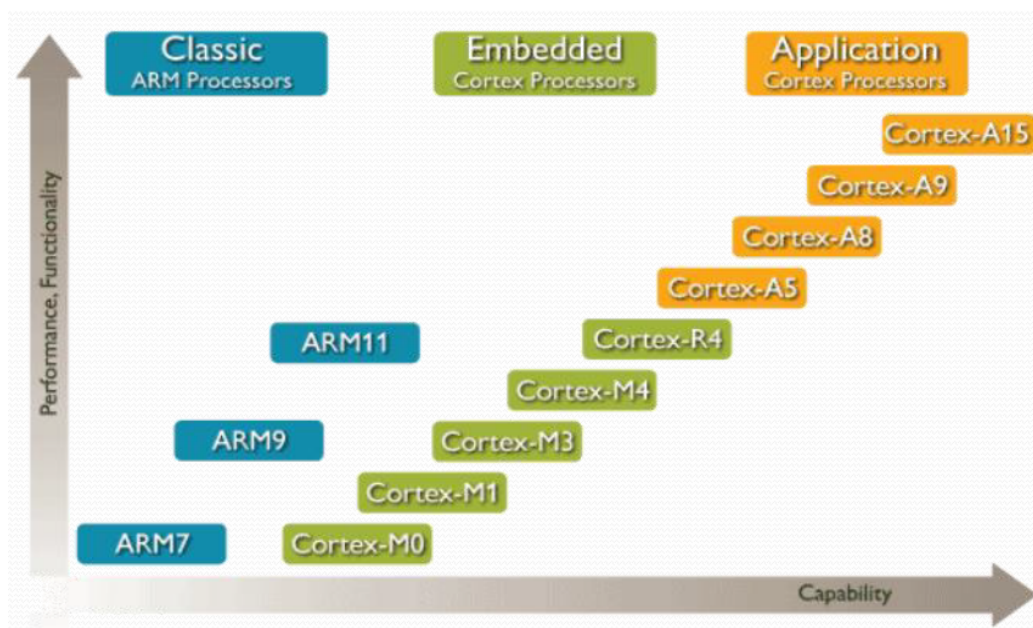 Classic
ARM Processors
Embedded
Cortex Processors
Application
Cortex Processors
Cortex-A15
Cortex-A9
Cortex-A8
Cortex-A5
ARM11
Cortex-R4
Cortex-M4
ARM9
Cortex-M3
Cortex-M1
ARM7
Cortex-M0
Performance, Functionality
Capability